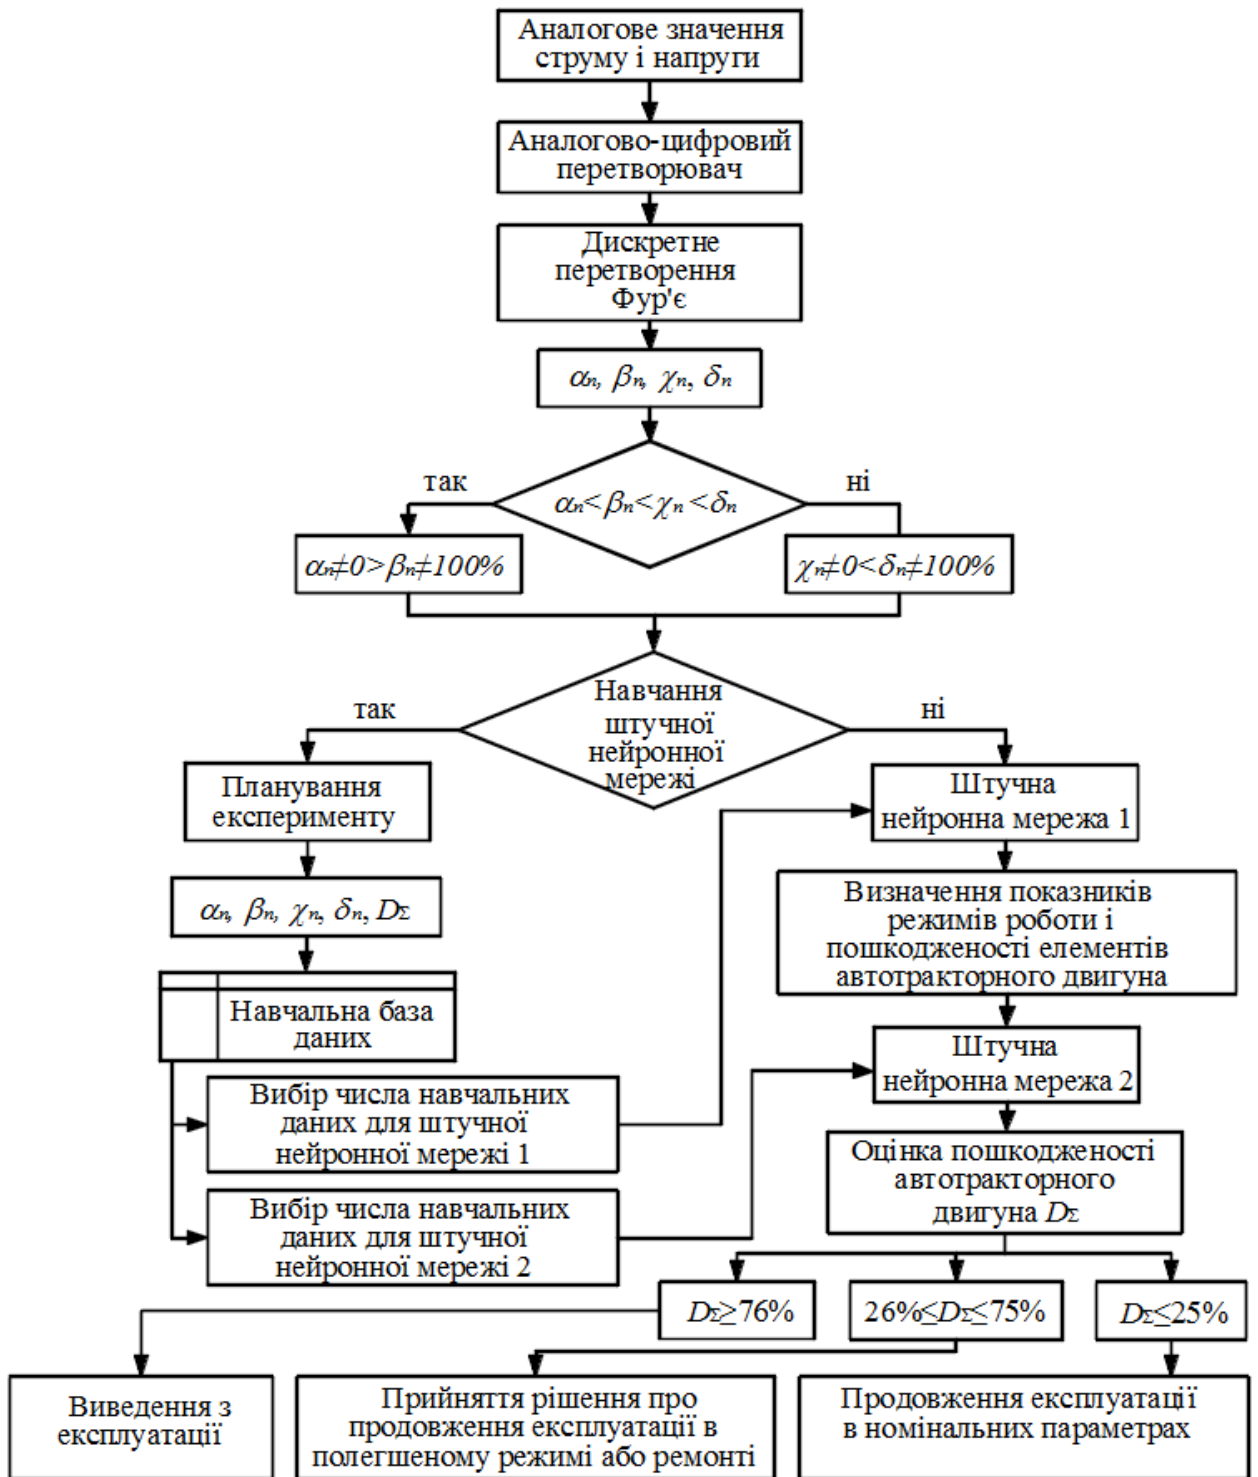 Аналогове значення
струму і напруги
Аналогово-цифровий
перетворювач
Дискретне
перетворення
Фур'є
αn, βn, χn, δn
так
ні
αn<βn<χn<δn
αn≠0>βn≠100%
χn≠0<δn≠100%
Навчання
штучної
нейронної
мережі
так
ні
Планування
експерименту
Штучна
нейронна мережа 1
αn, βn, χn, δn, DΣ
Визначення показників
режимів роботи і
пошкодженості елементів
автотракторного двигуна
Навчальна база
даних
Штучна
нейронна мережа 2
Вибір числа навчальних
даних для штучної
нейронної мережі 1
Оцінка пошкодженості
автотракторного
двигуна DΣ
Вибір числа навчальних
даних для штучної
нейронної мережі 2
DΣ≥76%
26%≤DΣ≤75%
DΣ≤25%
Виведення з
експлуатації
Прийняття рішення про
продовження експлуатації в
полегшеному режимі або ремонті
Продовження експлуатації
в номінальних параметрах